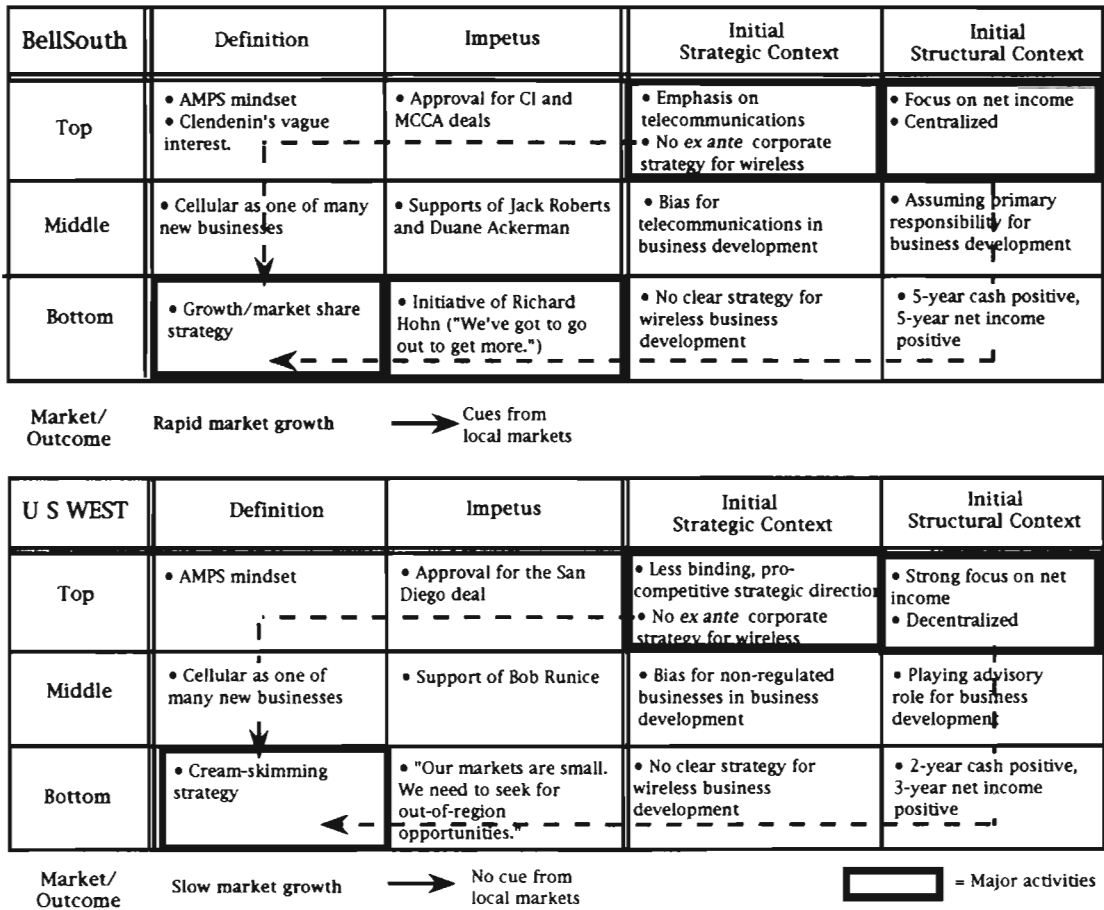 BellSouth
Definition
Impetus
Initial
Strategic Context
Initial
Structural Context
Top
• AMPS mindset
• Clendenin's vague
interest.
• Approval for CI and
MCCA deals
• Emphasis on
telecommunications
• No ex ante corporate
strategy for wireless
• Focus on net income
• Centralized
Middle
• Cellular as one of many
new businesses
• Supports of Jack Roberts
and Duane Ackerman
• Bias for
telecommunications in
business development
• Assuming primary
responsibility for
business development
Bottom
• Growth/market share
strategy
• Initiative of Richard
Hohn ("We've got to go
out to get more.")
• No clear strategy for
wireless business
development
• 5-year cash positive,
5-year net income
positive
Market/
Outcome
Rapid market growth
Cues from
local markets
U S WEST
Definition
Impetus
Initial
Strategic Context
Initial
Structural Context
Top
• AMPS mindset
• Approval for the San
Diego deal
• Less binding, pro-
competitive strategic direction
• No ex ante corporate
strategy for wireless
• Strong focus on net
income
• Decentralized
Middle
• Cellular as one of
many new businesses
• Support of Bob Runice
• Bias for non-regulated
businesses in business
development
• Playing advisory
role for business
development
Bottom
• Cream-skimming
strategy
• "Our markets are small.
We need to seek for
out-of-region
opportunities."
• No clear strategy for
wireless business
development
• 2-year cash positive,
3-year net income
positive
Market/
Outcome
Slow market growth
No cue from
local markets
= Major activities